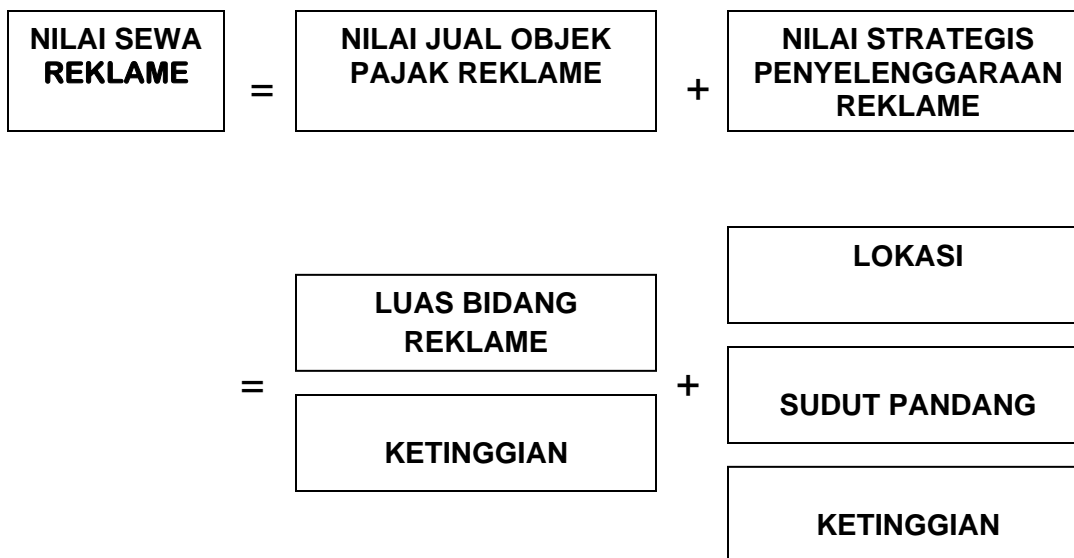 NILAI SEWA
REKLAME
=
NILAI JUAL OBJEK
PAJAK REKLAME
+
NILAI STRATEGIS
PENYELENGGARAAN
REKLAME
=
LUAS BIDANG
REKLAME
KETINGGIAN
+
LOKASI
SUDUT PANDANG
KETINGGIAN